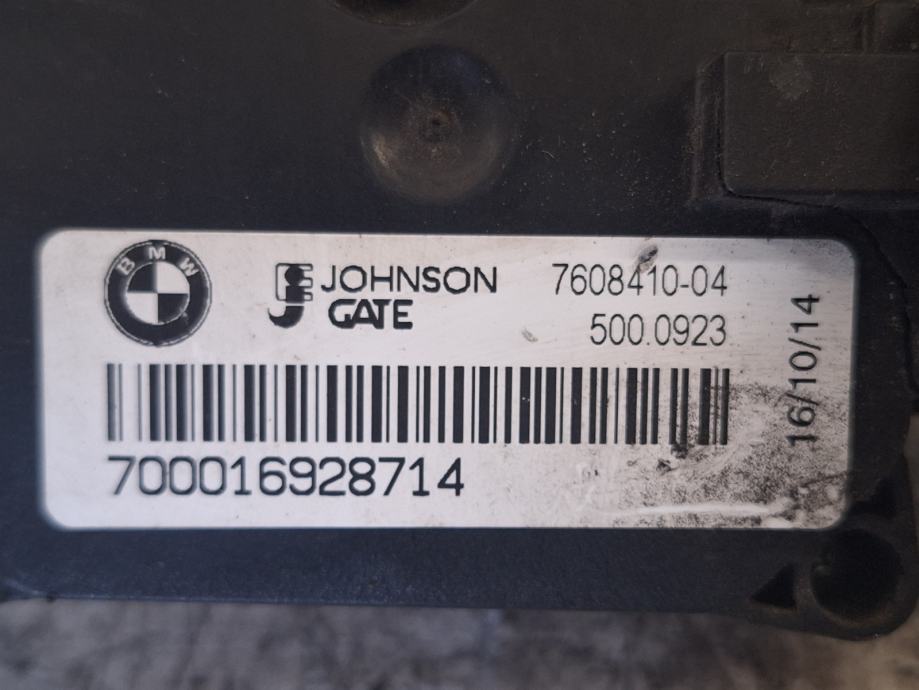 BMW
JOHNSON 7608410-04
GATE 500.0923
700016928714
16/10/14